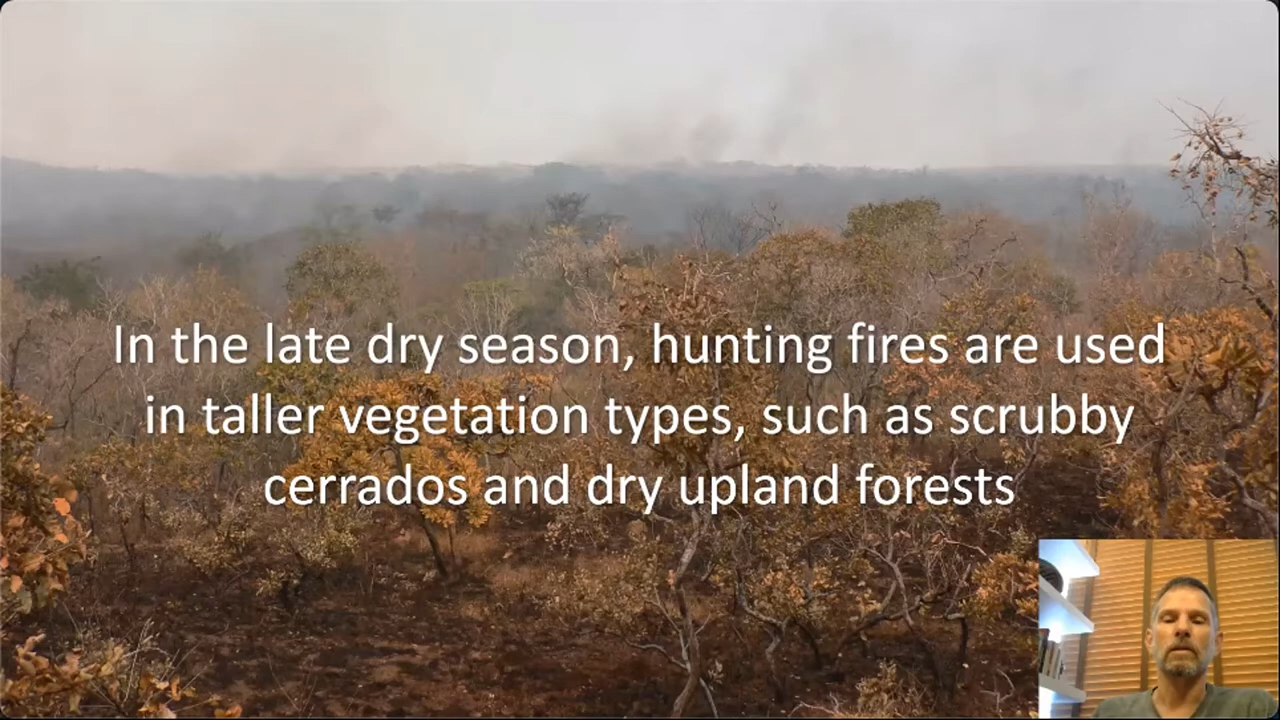 In the late dry season, hunting fires are used
in taller vegetation types, such as scrubby
cerrados and dry upland forests